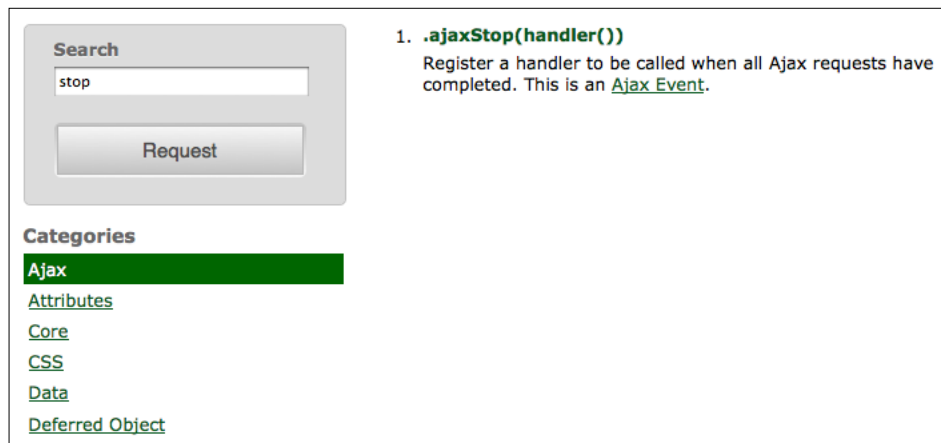 Search
stop
Request
Categories
Ajax
Attributes
Core
CSS
Data
Deferred Object
1. .ajaxStop(handler())
Register a handler to be called when all Ajax requests have
completed. This is an Ajax Event.